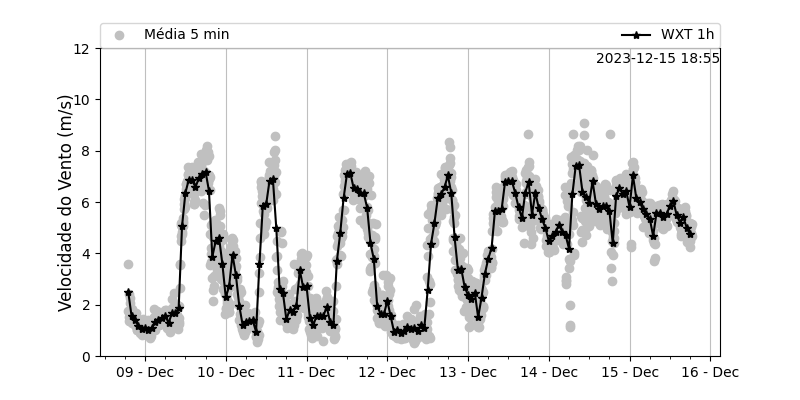 Média 5 min WXT 1h
2023-12-15 18:55
Velocidade do Vento (m/s)
12
10
8
6
4
2
0
09 - Dec 10 - Dec 11 - Dec 12 - Dec 13 - Dec 14 - Dec 15 - Dec 16 - Dec